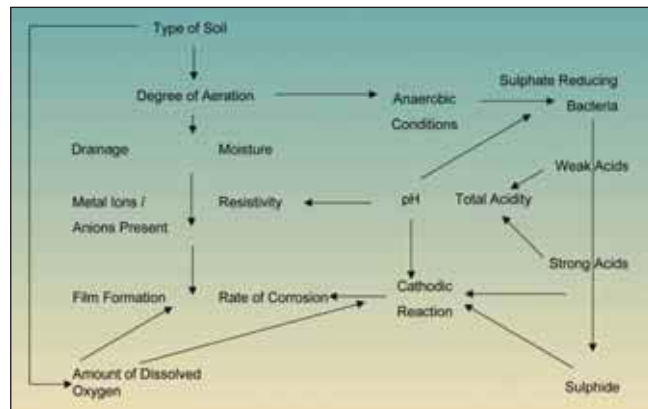 Type of Soil
Degree of Aeration
Anaerobic
Conditions
Sulphate Reducing
Bacteria
Drainage
Moisture
Weak Acids
Metal Ions /
Anions Present
Resistivity
pH
Total Acidity
Strong Acids
Film Formation
Rate of Corrosion
Cathodic
Reaction
Amount of Dissolved
Oxygen
Sulphide